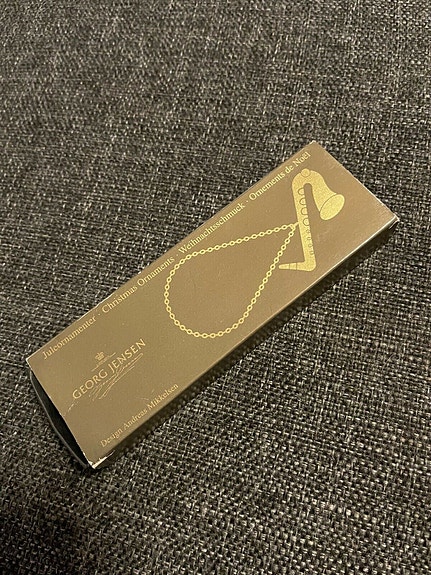 Juleornamenter · Christmas Ornaments · Weihnachtsschmuck · Ornements de Noël
GEORG JENSEN
Design Andreas Mikkelsen